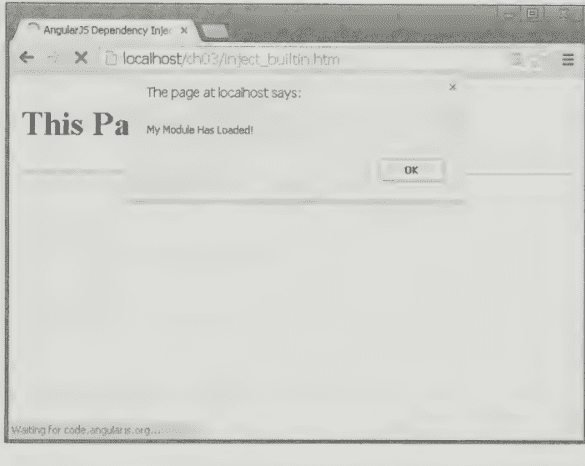 AngularJS Dependency Injec ×
localhost/ch03/inject_builtin.htm
The page at localhost says: ×
This Pa
My Module Has Loaded!
OK
Waiting for code.angularjs.org...